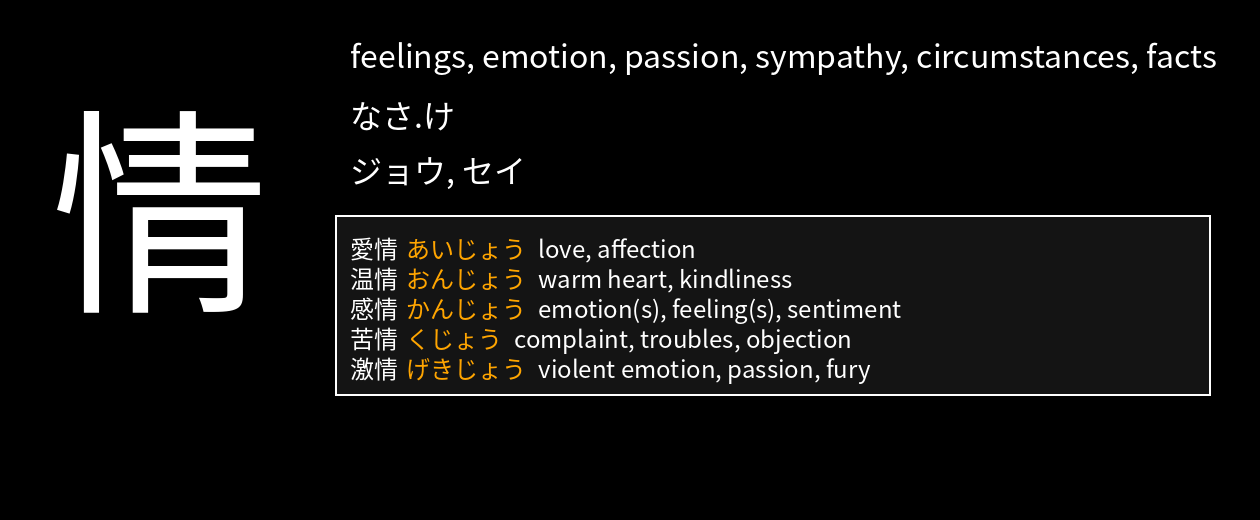 情
feelings, emotion, passion, sympathy, circumstances, facts
なさ.け
ジョウ, セイ
愛情 あいじょう love, affection
温情 おんじょう warm heart, kindliness
感情 かんじょう emotion(s), feeling(s), sentiment
苦情 くじょう complaint, troubles, objection
激情 げきじょう violent emotion, passion, fury